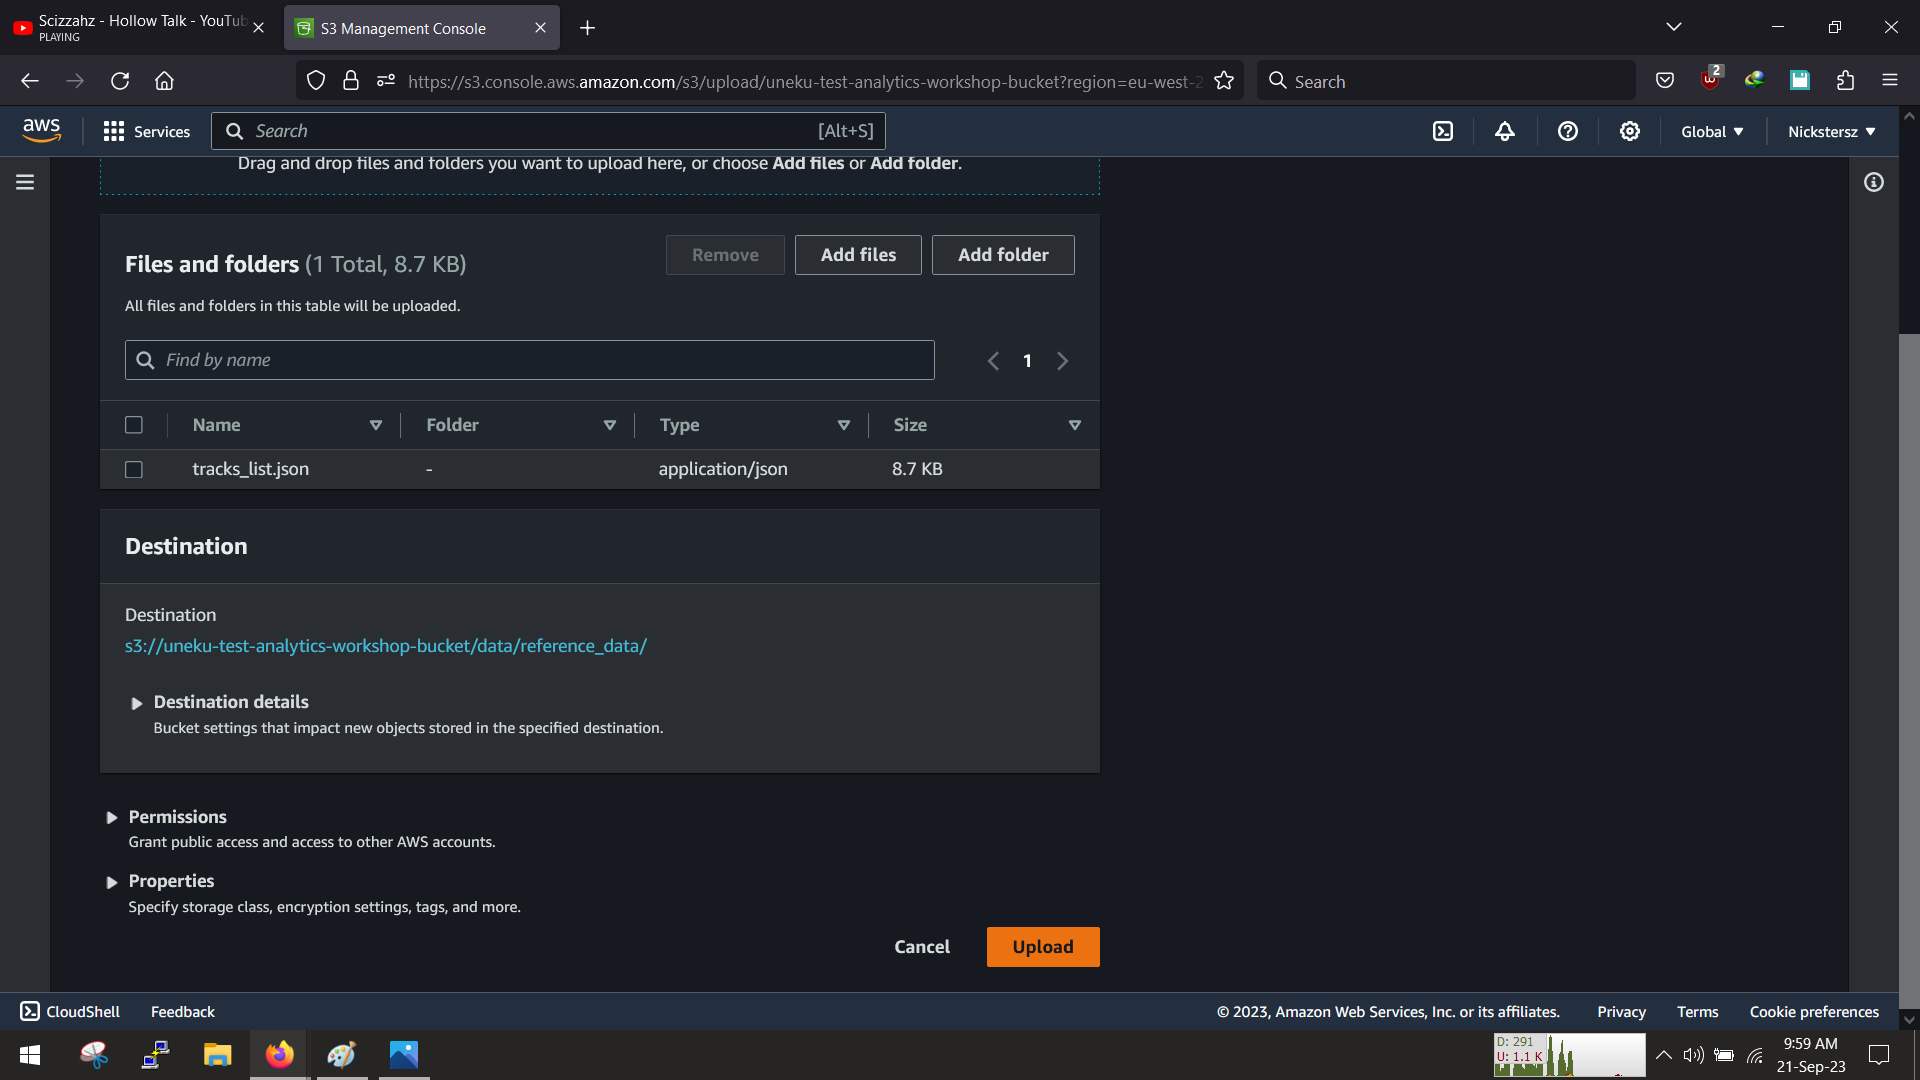 Scizzahz - Hollow Talk - YouTub
PLAYING
S3 Management Console
https://s3.console.aws.amazon.com/s3/upload/uneku-test-analytics-workshop-bucket?region=eu-west-2
Search
2
aws
Services
Search
[Alt+S]
Global
Nickstersz
Drag and drop files and folders you want to upload here, or choose Add files or Add folder.
Files and folders (1 Total, 8.7 KB)
Remove
Add files
Add folder
All files and folders in this table will be uploaded.
Find by name
1
Name
Folder
Type
Size
tracks_list.json
-
application/json
8.7 KB
Destination
Destination
s3://uneku-test-analytics-workshop-bucket/data/reference_data/
Destination details
Bucket settings that impact new objects stored in the specified destination.
Permissions
Grant public access and access to other AWS accounts.
Properties
Specify storage class, encryption settings, tags, and more.
Cancel
Upload
CloudShell
Feedback
© 2023, Amazon Web Services, Inc. or its affiliates.
Privacy
Terms
Cookie preferences
D: 291
U: 1.1 K
9:59 AM
21-Sep-23